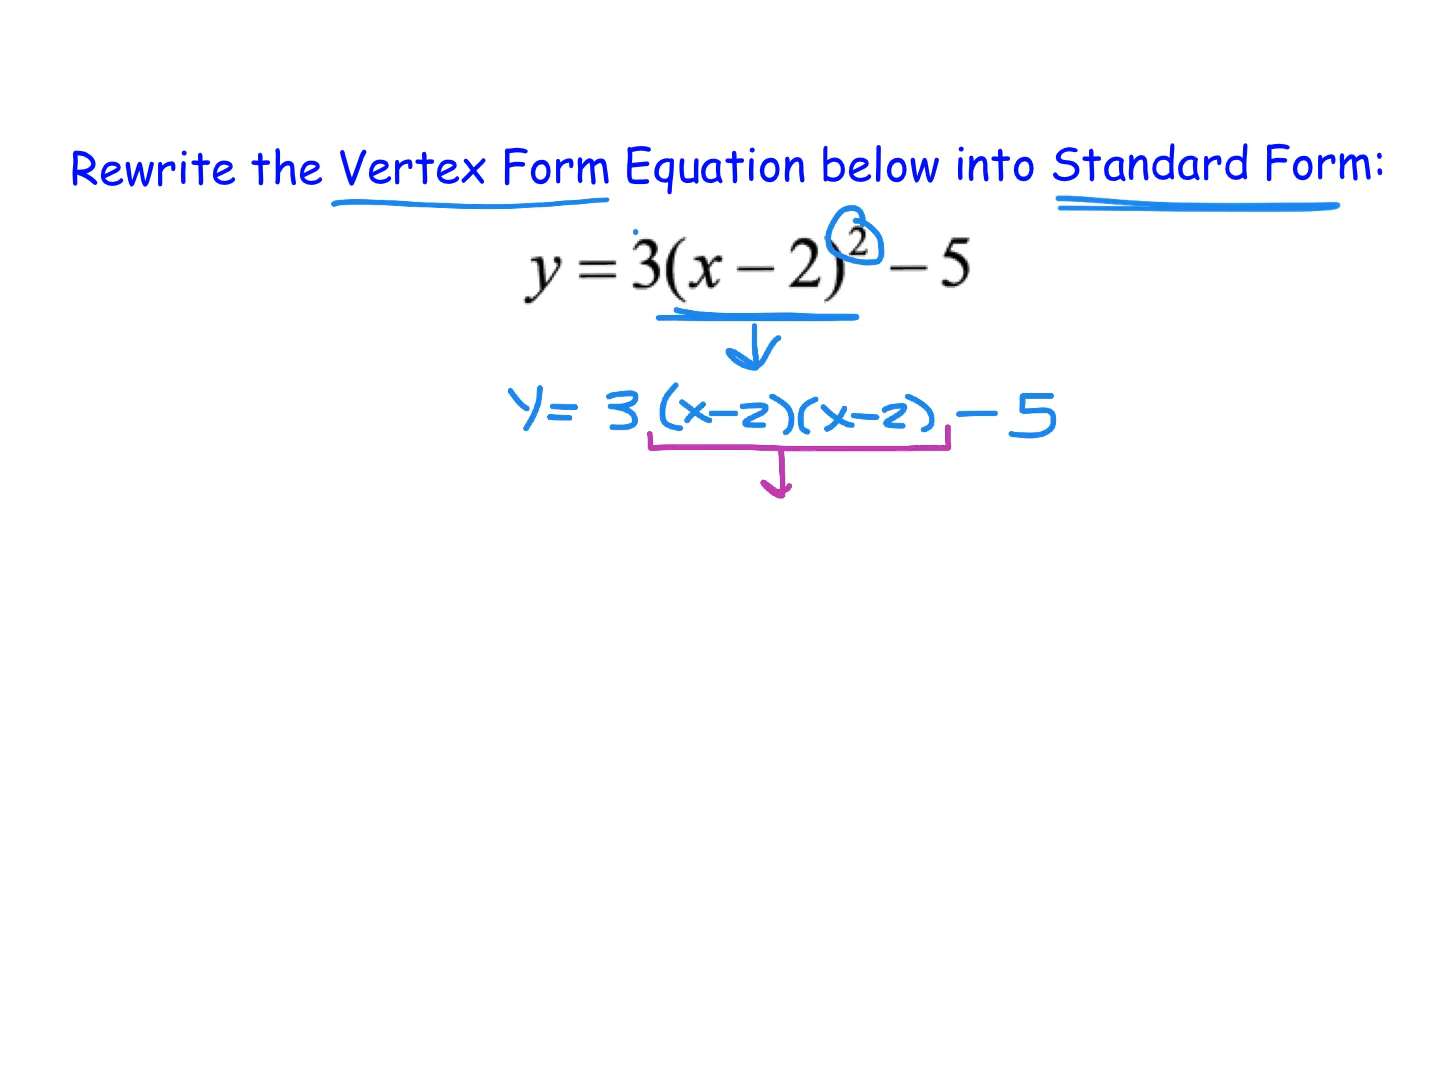 Rewrite the Vertex Form Equation below into Standard Form:
y = 3(x − 2)² − 5
y = 3(x−2)(x−2) − 5